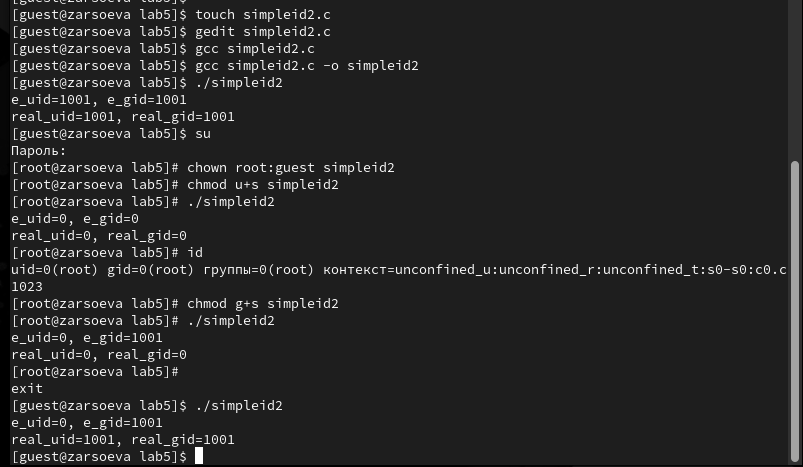 [guest@zarsoeva lab5]$ touch simpleid2.c
[guest@zarsoeva lab5]$ gedit simpleid2.c
[guest@zarsoeva lab5]$ gcc simpleid2.c
[guest@zarsoeva lab5]$ gcc simpleid2.c -o simpleid2
[guest@zarsoeva lab5]$ ./simpleid2
e_uid=1001, e_gid=1001
real_uid=1001, real_gid=1001
[guest@zarsoeva lab5]$ su
Пароль:
[root@zarsoeva lab5]# chown root:guest simpleid2
[root@zarsoeva lab5]# chmod u+s simpleid2
[root@zarsoeva lab5]# ./simpleid2
e_uid=0, e_gid=0
real_uid=0, real_gid=0
[root@zarsoeva lab5]# id
uid=0(root) gid=0(root) группы=0(root) контекст=unconfined_u:unconfined_r:unconfined_t:s0-s0:c0.c
1023
[root@zarsoeva lab5]# chmod g+s simpleid2
[root@zarsoeva lab5]# ./simpleid2
e_uid=0, e_gid=1001
real_uid=0, real_gid=0
[root@zarsoeva lab5]#
exit
[guest@zarsoeva lab5]$ ./simpleid2
e_uid=0, e_gid=1001
real_uid=1001, real_gid=1001
[guest@zarsoeva lab5]$